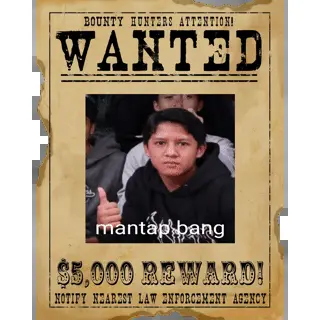 BOUNTY HUNTERS ATTENTION!
WANTED
mantap bang
$5,000 REWARD!
NOTIFY NEAREST LAW ENFORCEMENT AGENCY